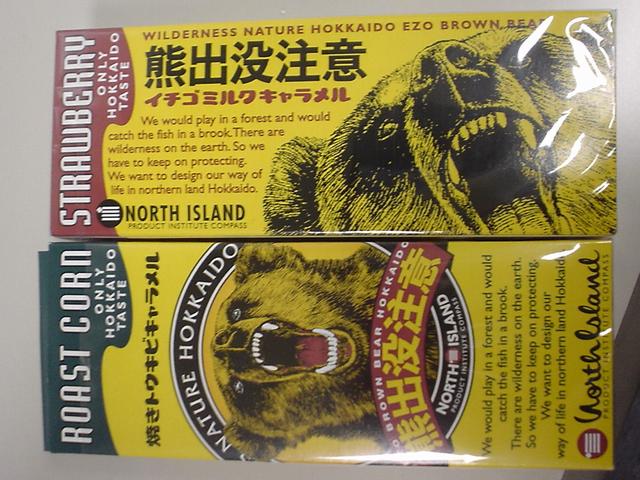 WILDERNESS NATURE HOKKAIDO EZO BROWN BEAR
STRAWBERRY
ONLY
HOKKAIDO
TASTE
熊出没注意
イチゴミルクキャラメル
We would play in a forest and would
catch the fish in a brook.There are
wilderness on the earth. So we
have to keep on protecting.
We want to design our way of
life in northern land Hokkaido.
NORTH ISLAND
PRODUCT INSTITUTE COMPASS
ROAST CORN
ONLY
HOKKAIDO
TASTE
焼きトウキビキャラメル
NATURE HOKKAIDO
BROWN BEAR HOKKAIDO
熊出没注意
NORTH ISLAND
PRODUCT INSTITUTE COMPASS
We would play in a forest and would
catch the fish in a brook.
There are wilderness on the earth.
So we have to keep on protecting.
We want to design our
way of life in northern land Hokkaido
North Island
PRODUCT INSTITUTE COMPASS